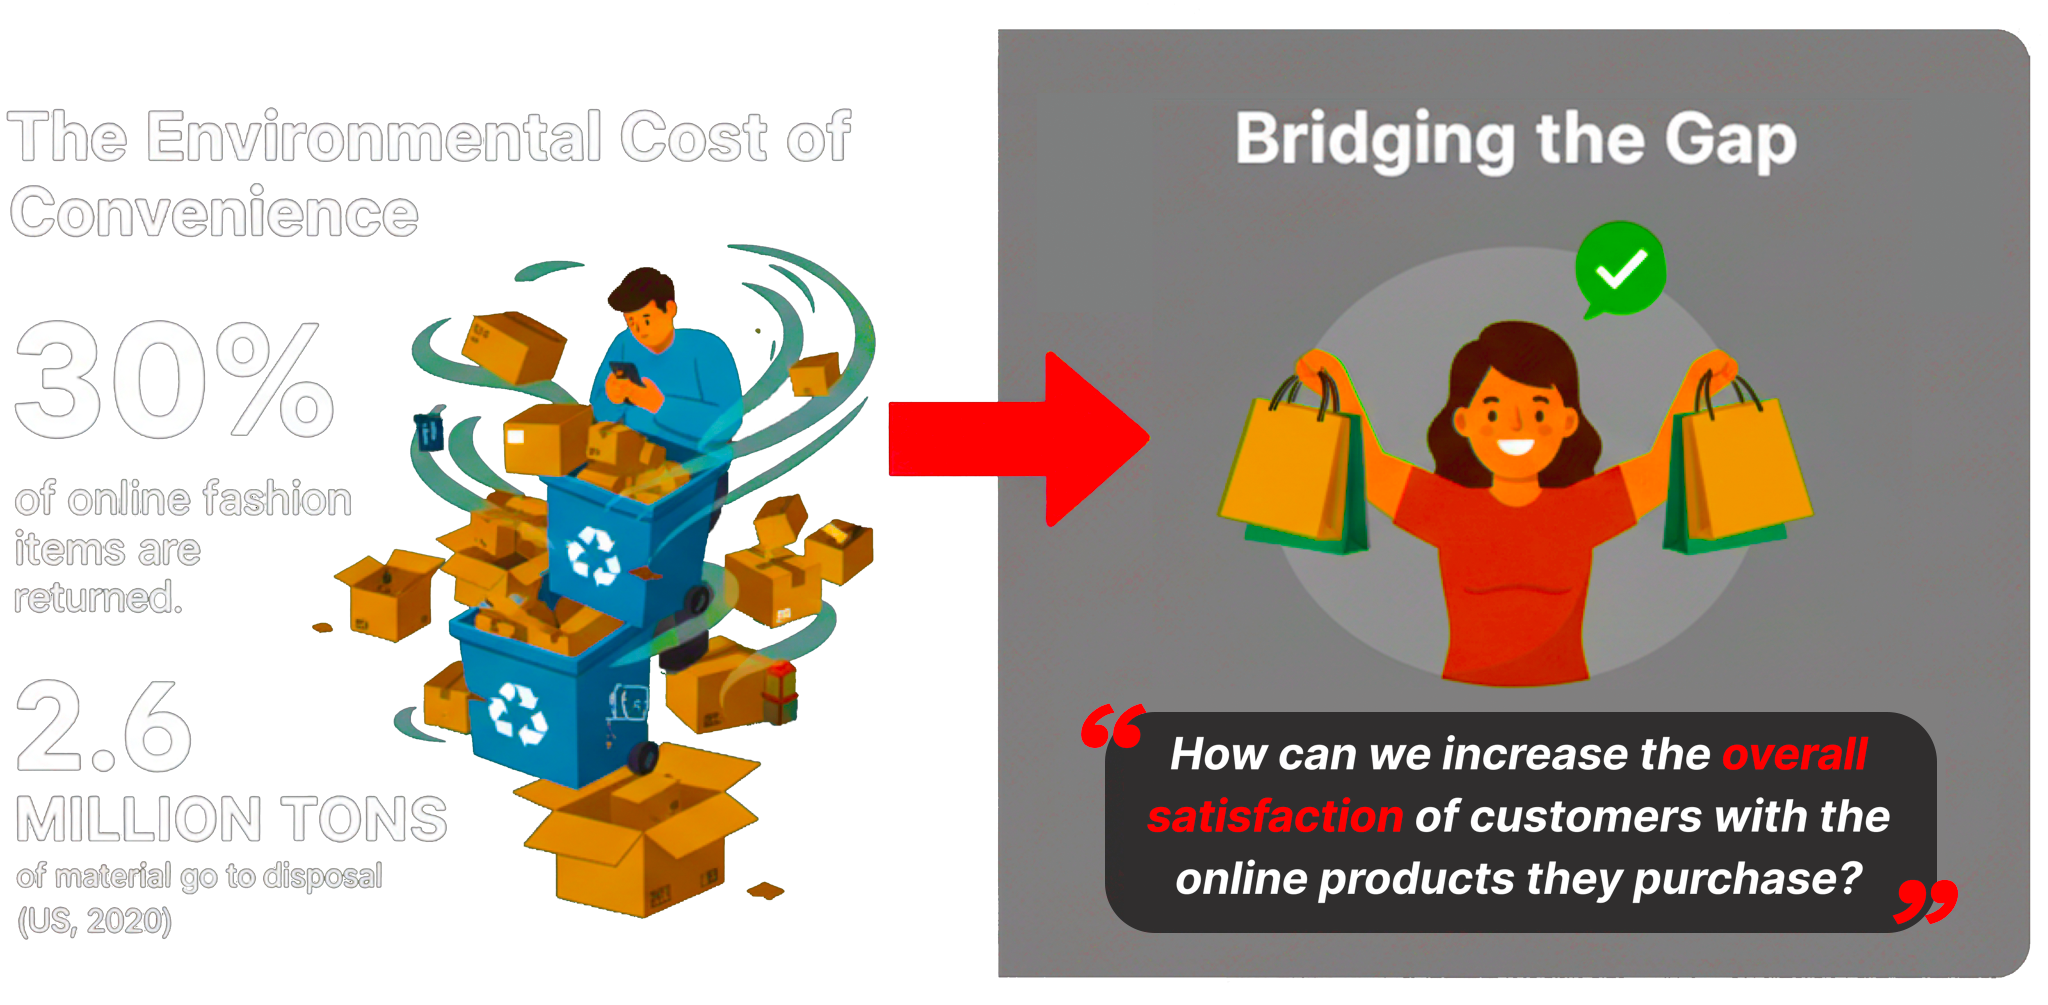 The Environmental Cost of
Convenience
30%
of online fashion
items are
returned.
2.6
MILLION TONS
of material go to disposal
(US, 2020)
Bridging the Gap
“How can we increase the overall
satisfaction of customers with the
online products they purchase?”